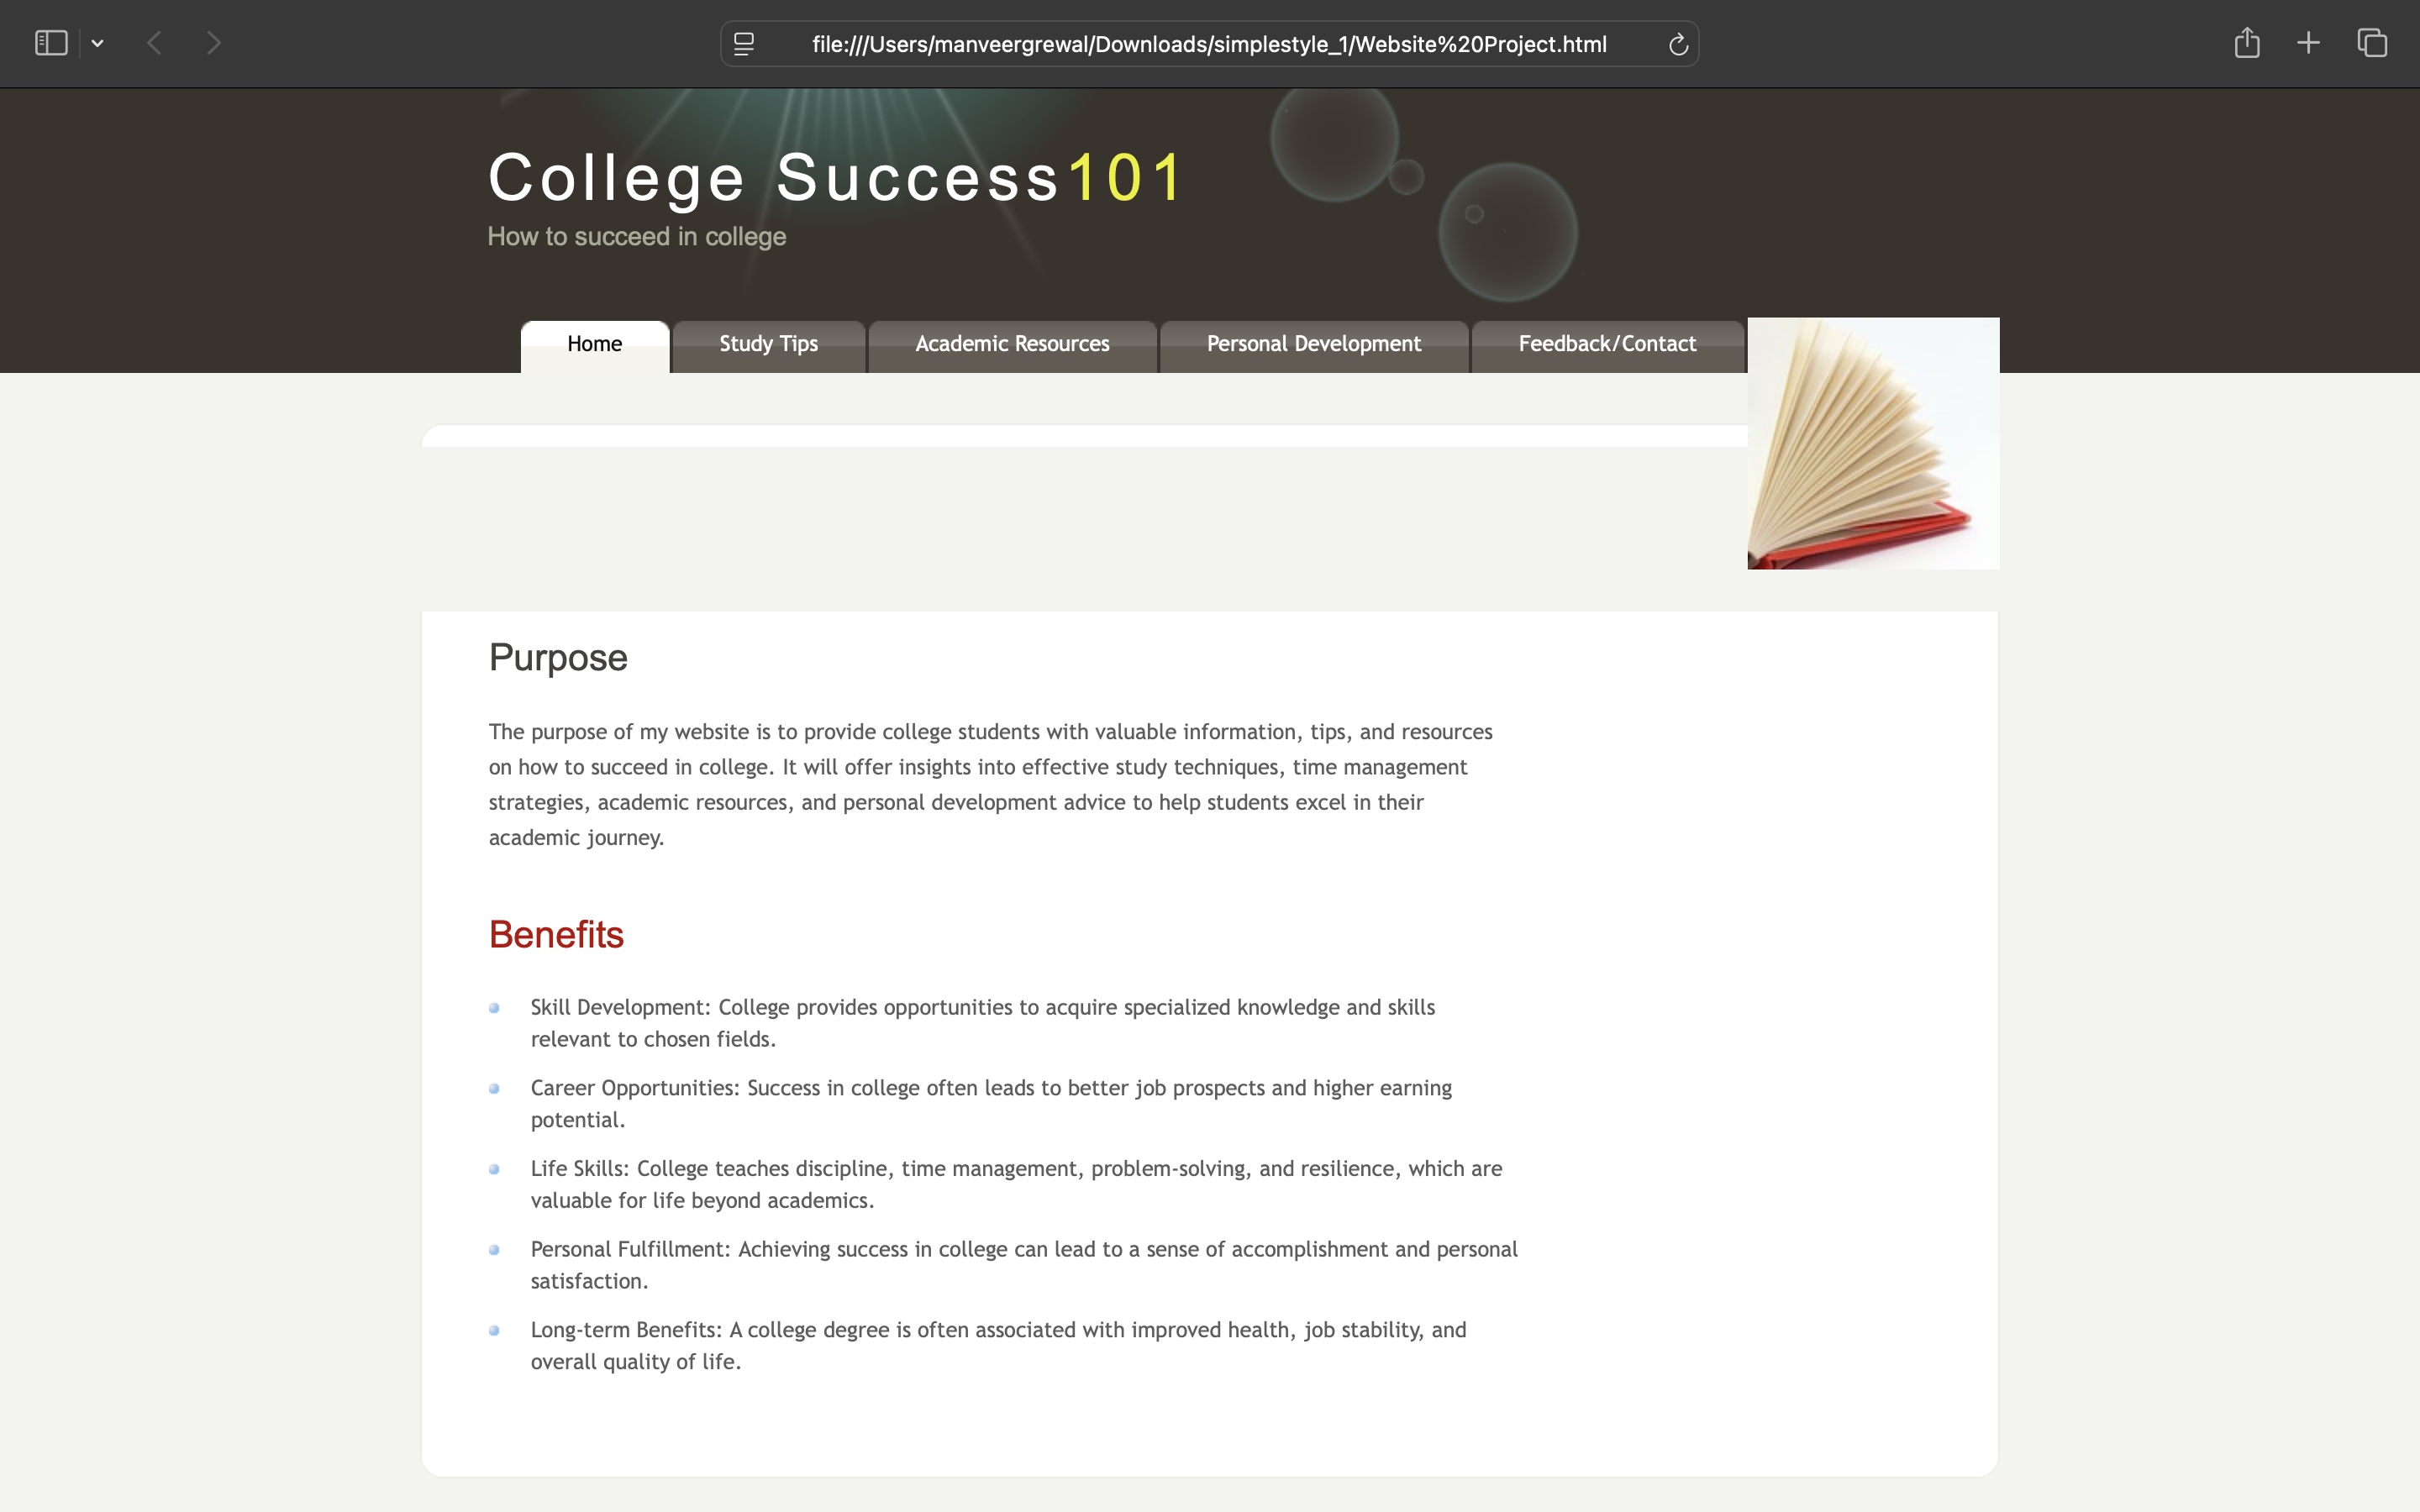 file:///Users/manveergrewal/Downloads/simplestyle_1/Website%20Project.html
College Success101
How to succeed in college
Home Study Tips Academic Resources Personal Development Feedback/Contact
Purpose
The purpose of my website is to provide college students with valuable information, tips, and resources
on how to succeed in college. It will offer insights into effective study techniques, time management
strategies, academic resources, and personal development advice to help students excel in their
academic journey.
Benefits
Skill Development: College provides opportunities to acquire specialized knowledge and skills
relevant to chosen fields.
Career Opportunities: Success in college often leads to better job prospects and higher earning
potential.
Life Skills: College teaches discipline, time management, problem-solving, and resilience, which are
valuable for life beyond academics.
Personal Fulfillment: Achieving success in college can lead to a sense of accomplishment and personal
satisfaction.
Long-term Benefits: A college degree is often associated with improved health, job stability, and
overall quality of life.